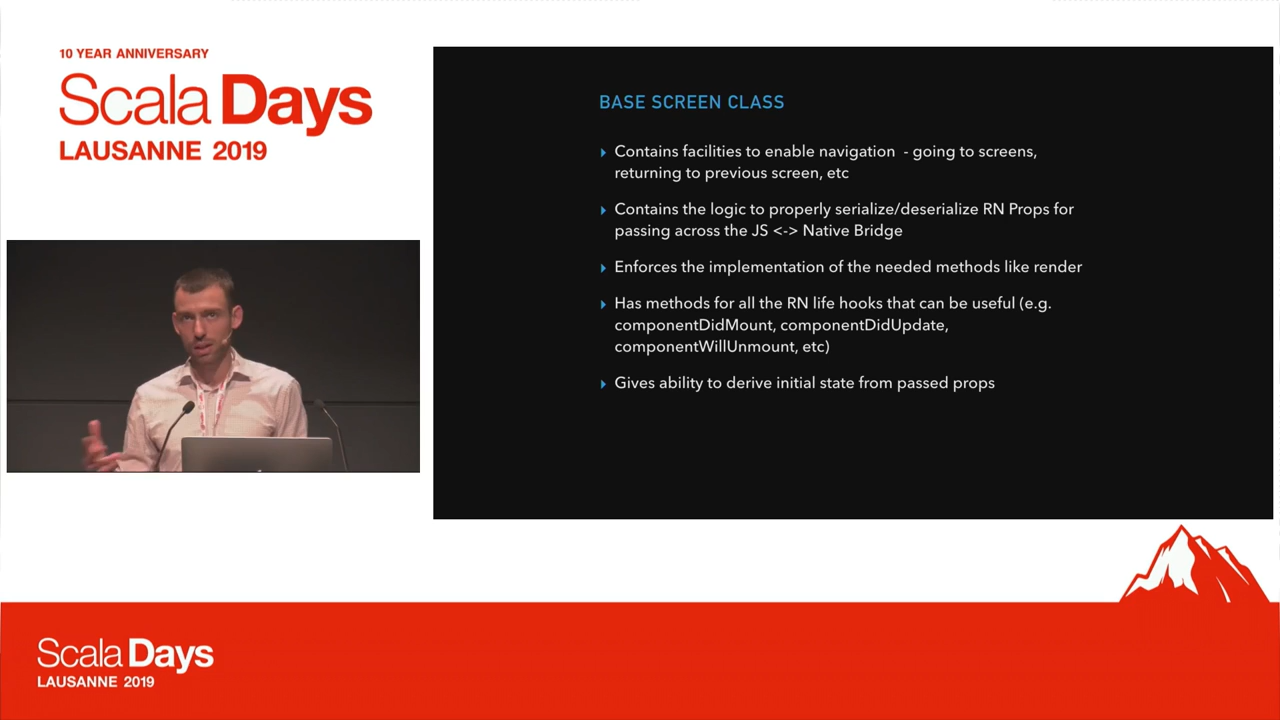 10 YEAR ANNIVERSARY
Scala Days
LAUSANNE 2019
BASE SCREEN CLASS
Contains facilities to enable navigation - going to screens,
returning to previous screen, etc
Contains the logic to properly serialize/deserialize RN Props for
passing across the JS <-> Native Bridge
Enforces the implementation of the needed methods like render
Has methods for all the RN life hooks that can be useful (e.g.
componentDidMount, componentDidUpdate,
componentWillUnmount, etc)
Gives ability to derive initial state from passed props
Scala Days
LAUSANNE 2019